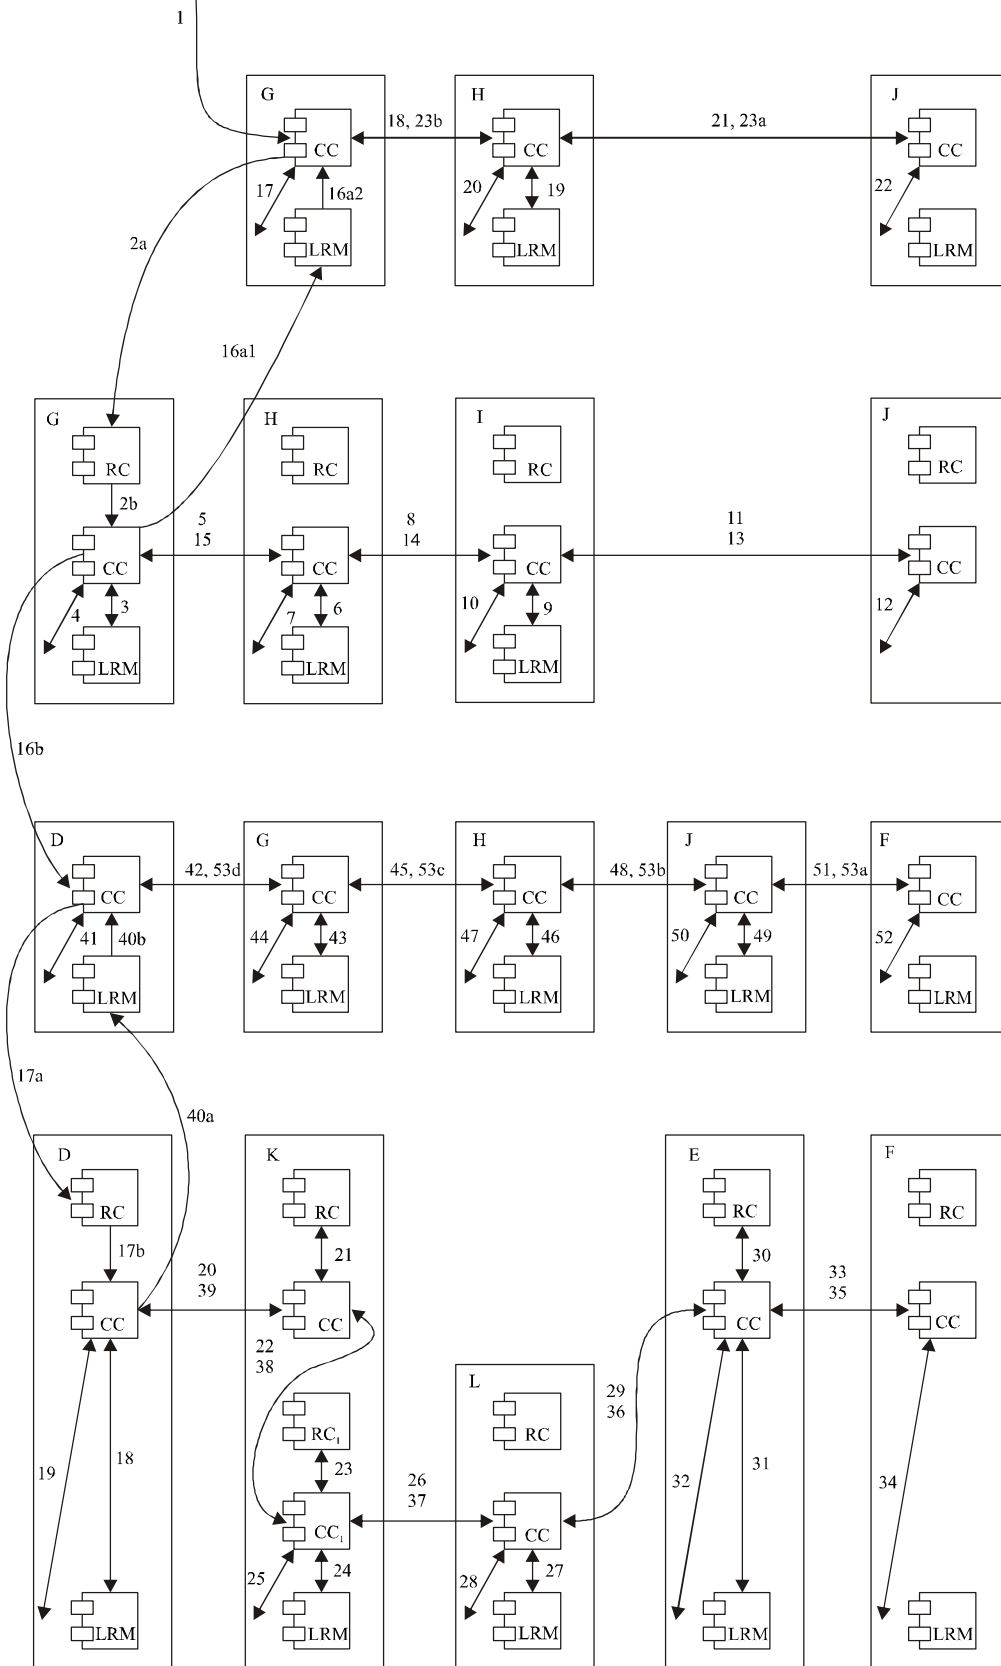 1
G
H
J
18, 23b
21, 23a
CC
CC
CC
17
16a2
20
19
22
LRM
LRM
LRM
2a
16a1
G
H
I
J
RC
RC
RC
RC
2b
5
15
8
14
11
13
CC
CC
CC
CC
4
3
7
6
10
9
12
LRM
LRM
LRM
16b
D
G
H
J
F
42, 53d
45, 53c
48, 53b
51, 53a
CC
CC
CC
CC
CC
41
40b
44
43
47
46
50
49
52
LRM
LRM
LRM
LRM
LRM
17a
40a
D
K
E
F
RC
RC
RC
RC
17b
21
30
20
39
33
35
CC
CC
CC
CC
22
38
L
29
36
RC1
RC
19
18
23
26
37
32
31
34
CC1
CC
25
24
28
27
LRM
LRM
LRM
LRM
LRM